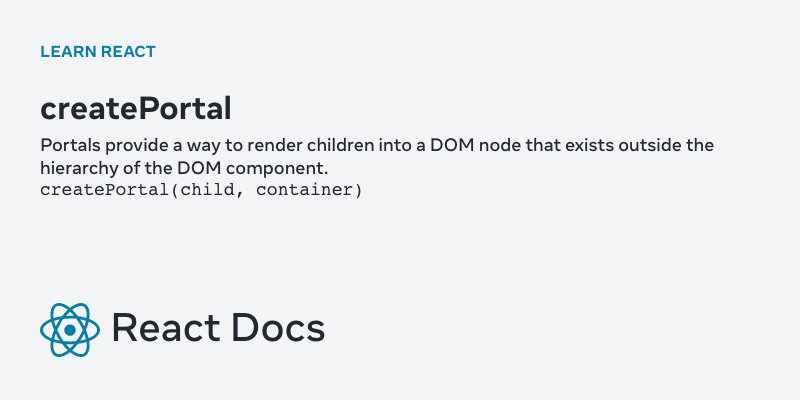 LEARN REACT
createPortal
Portals provide a way to render children into a DOM node that exists outside the
hierarchy of the DOM component.
createPortal(child, container)
React Docs